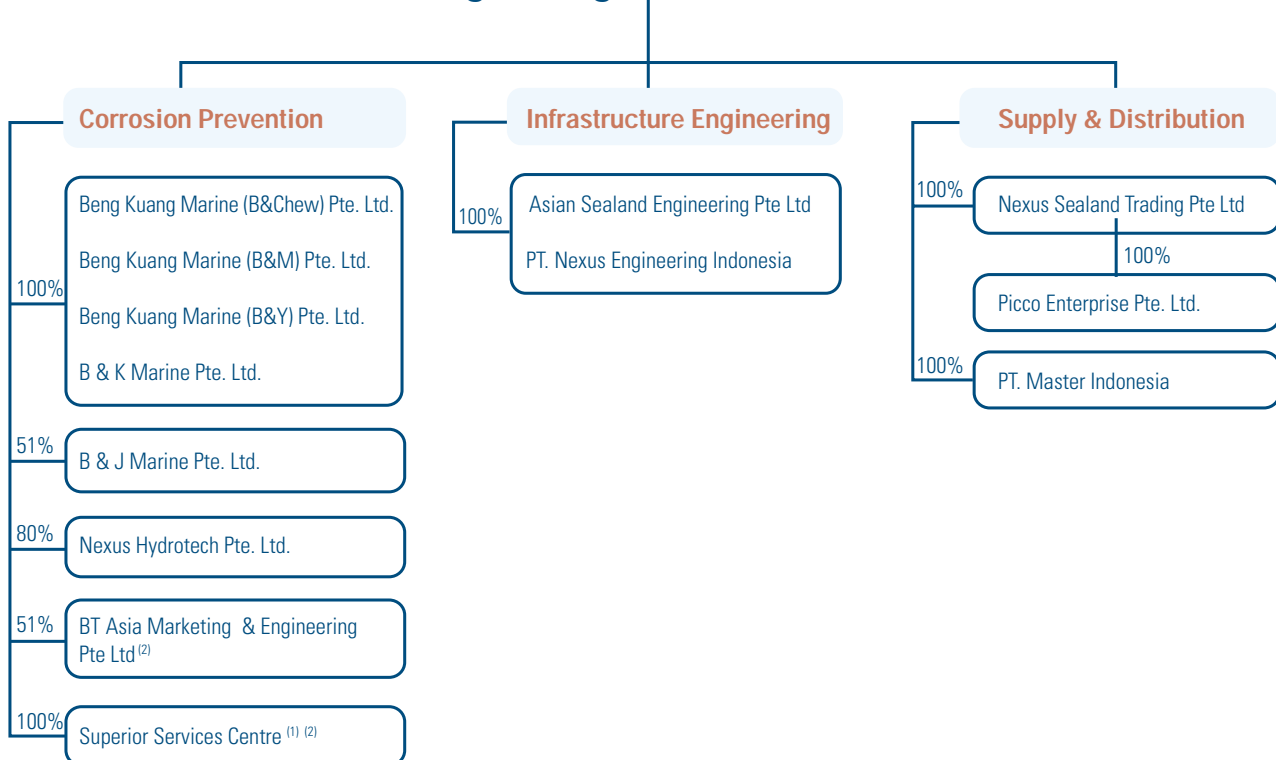 Corrosion Prevention
100%
Beng Kuang Marine (B&Chew) Pte. Ltd.
Beng Kuang Marine (B&M) Pte. Ltd.
Beng Kuang Marine (B&Y) Pte. Ltd.
B & K Marine Pte. Ltd.
51%
B & J Marine Pte. Ltd.
80%
Nexus Hydrotech Pte. Ltd.
51%
BT Asia Marketing & Engineering
Pte Ltd (2)
100%
Superior Services Centre (1) (2)
Infrastructure Engineering
100%
Asian Sealand Engineering Pte Ltd
PT. Nexus Engineering Indonesia
Supply & Distribution
100%
Nexus Sealand Trading Pte Ltd
100%
Picco Enterprise Pte. Ltd.
100%
PT. Master Indonesia